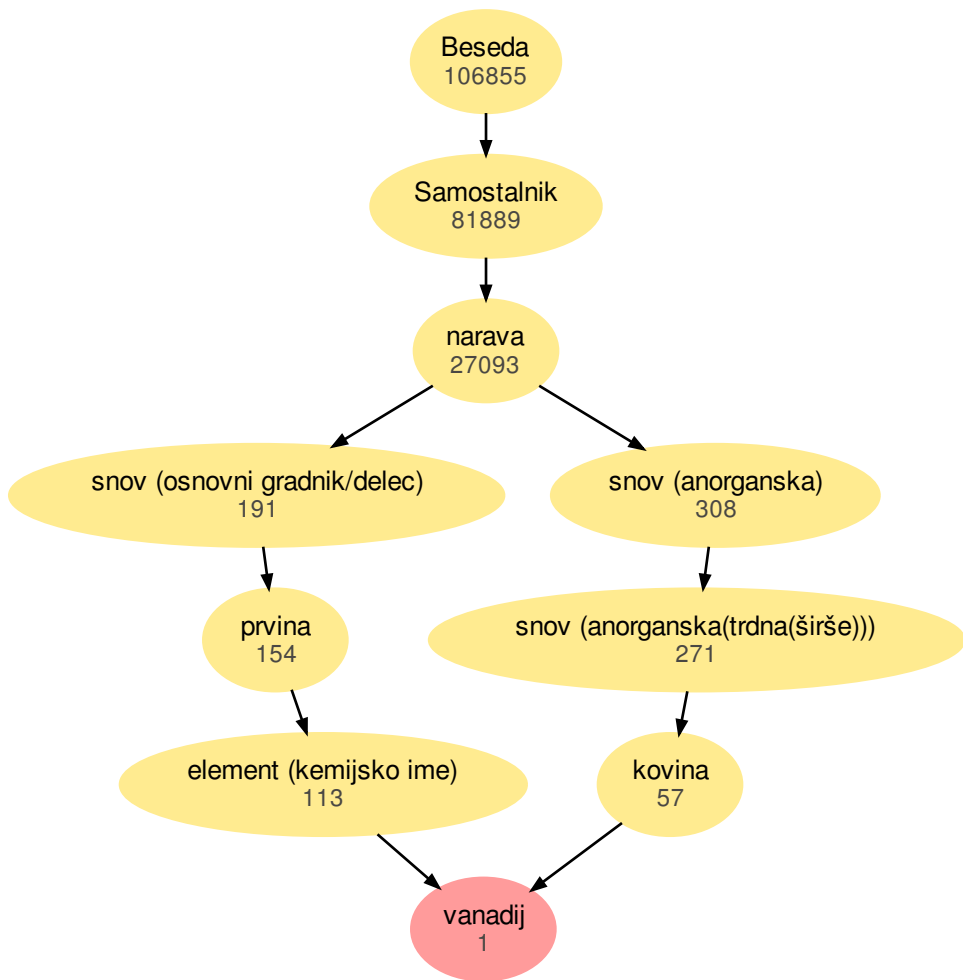 Beseda
106855
Samostalnik
81889
narava
27093
snov (osnovni gradnik/delec)
191
snov (anorganska)
308
prvina
154
snov (anorganska(trdna(širše)))
271
element (kemijsko ime)
113
kovina
57
vanadij
1